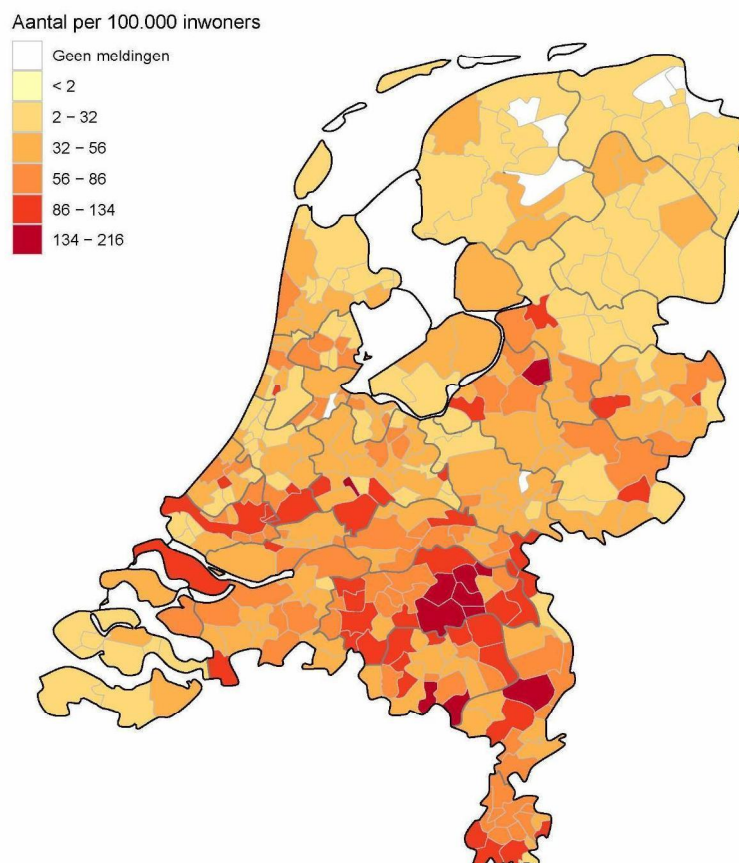 Aantal per 100.000 inwoners
Geen meldingen
< 2
2 – 32
32 – 56
56 – 86
86 – 134
134 – 216